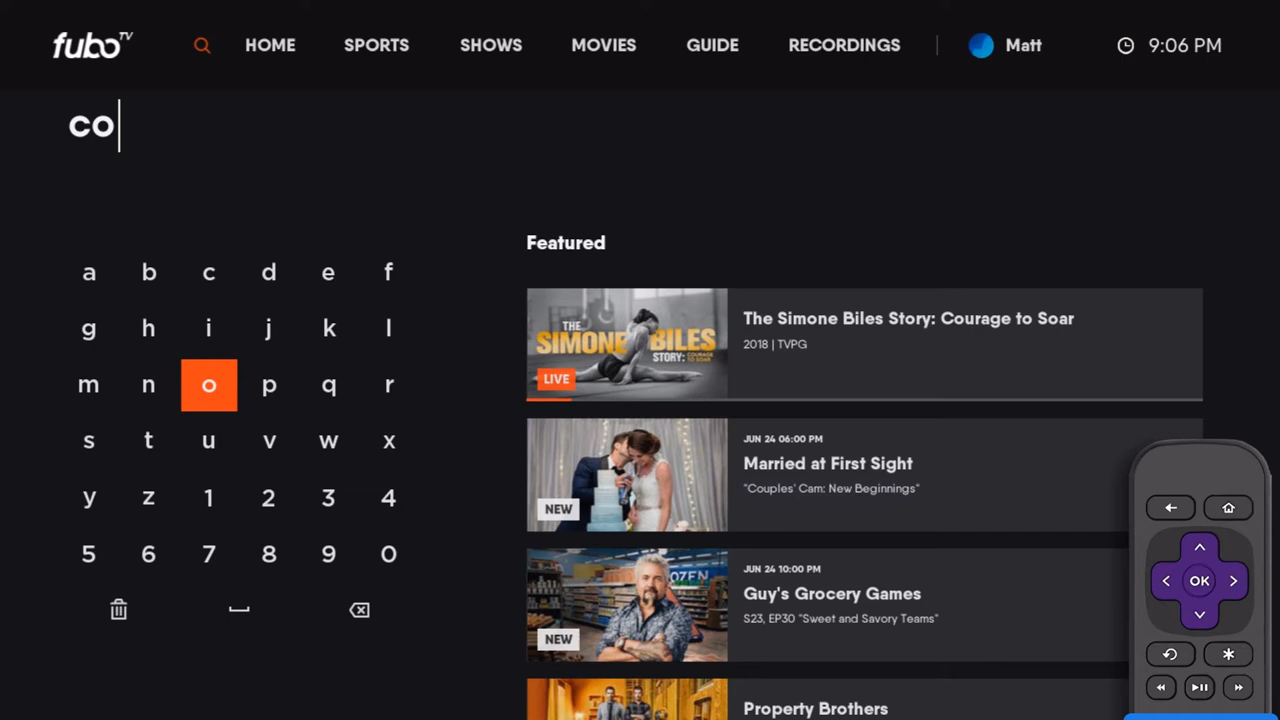 fubo TV HOME SPORTS SHOWS MOVIES GUIDE RECORDINGS Matt 9:06 PM
co
Featured
a b c d e f
g h i j k l
m n o p q r
s t u v w x
y z 1 2 3 4
5 6 7 8 9 0
THE
SIMONE BILES
STORY: COURAGE TO SOAR
LIVE
The Simone Biles Story: Courage to Soar
2018 | TVPG
NEW
JUN 24 06:00 PM
Married at First Sight
"Couples' Cam: New Beginnings"
NEW
JUN 24 10:00 PM
Guy's Grocery Games
S23, EP30 "Sweet and Savory Teams"
Property Brothers
OK